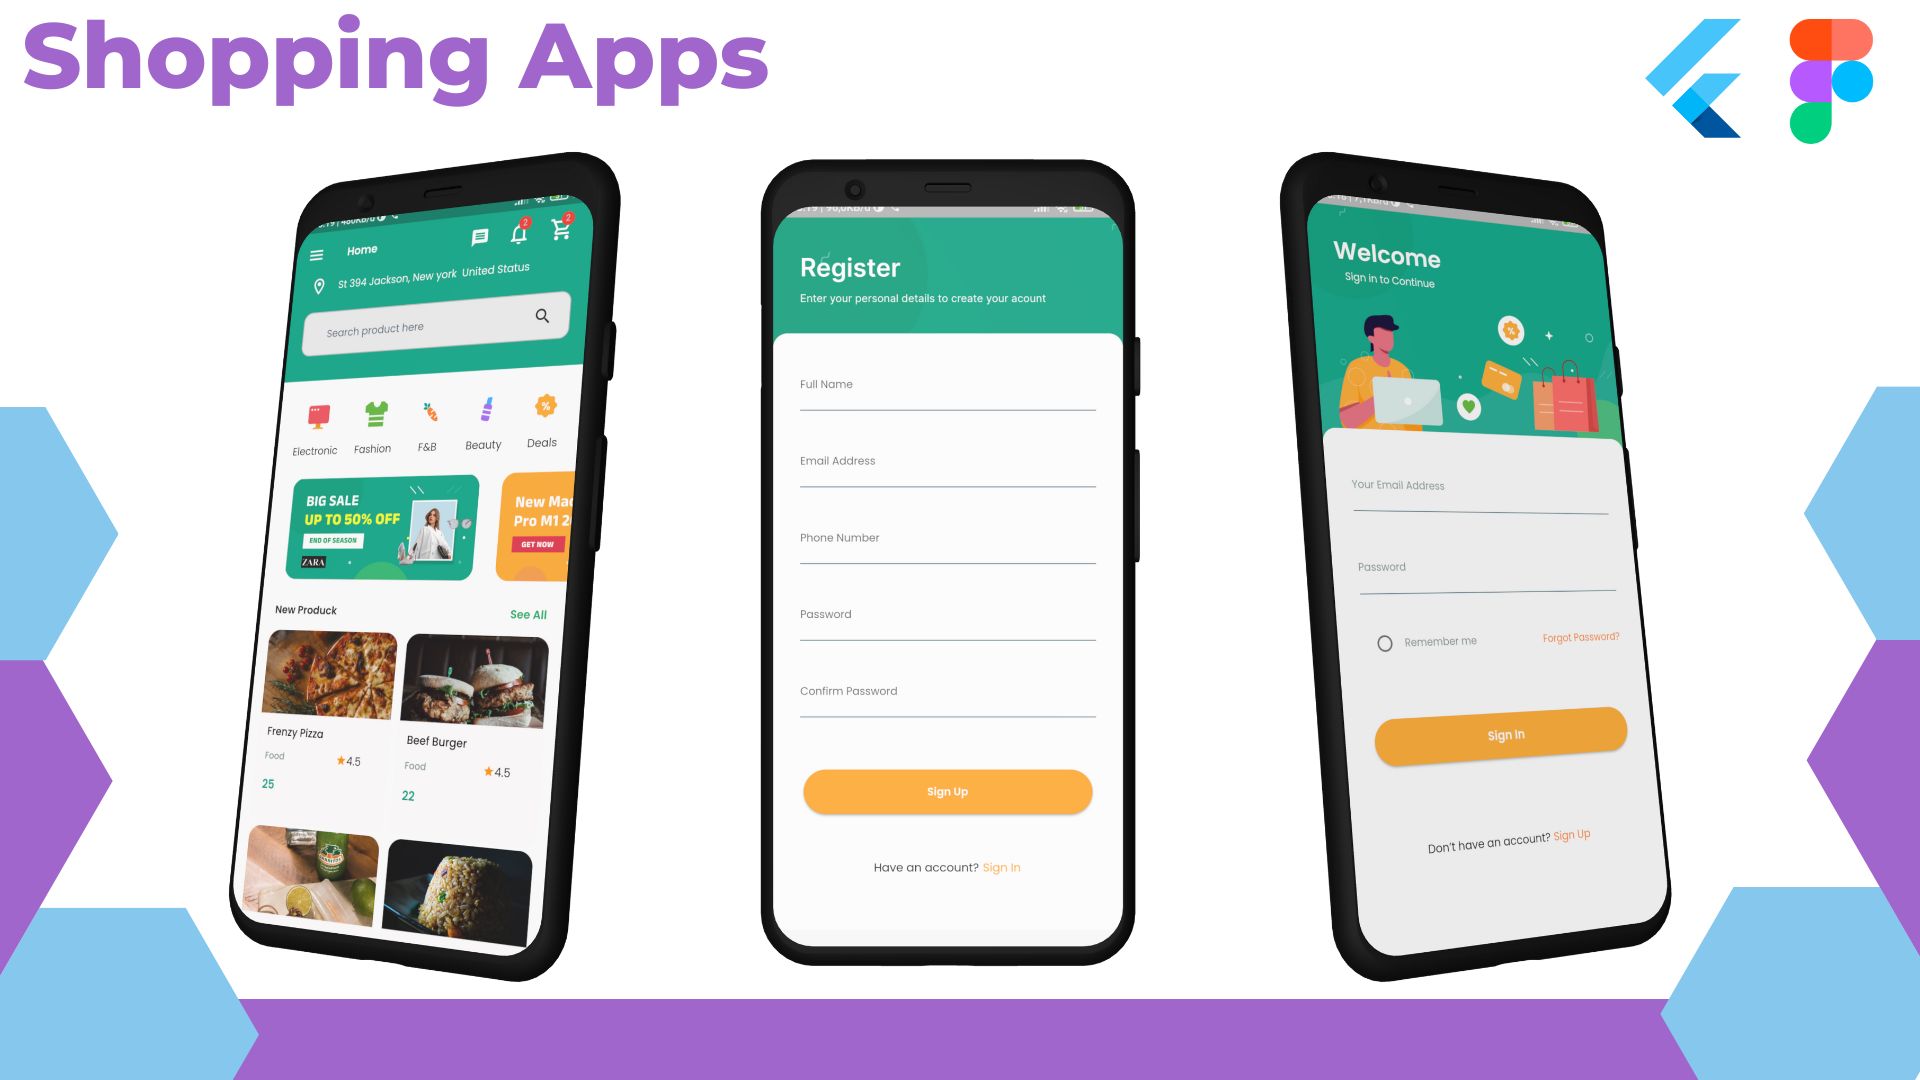 Shopping Apps
Home
2
2
St 394 Jackson, New york United Status
Search product here
Electronic
Fashion
F&B
Beauty
Deals
BIG SALE
UP TO 50% OFF
END OF SEASON
ZARA
New Mac
Pro M1 2
GET NOW
New Produck
See All
Frenzy Pizza
Food
4.5
25
Beef Burger
Food
4.5
22
Register
Enter your personal details to create your acount
Full Name
Email Address
Phone Number
Password
Confirm Password
Sign Up
Have an account? Sign In
Welcome
Sign in to Continue
Your Email Address
Password
Remember me
Forgot Password?
Sign In
Don't have an account? Sign Up